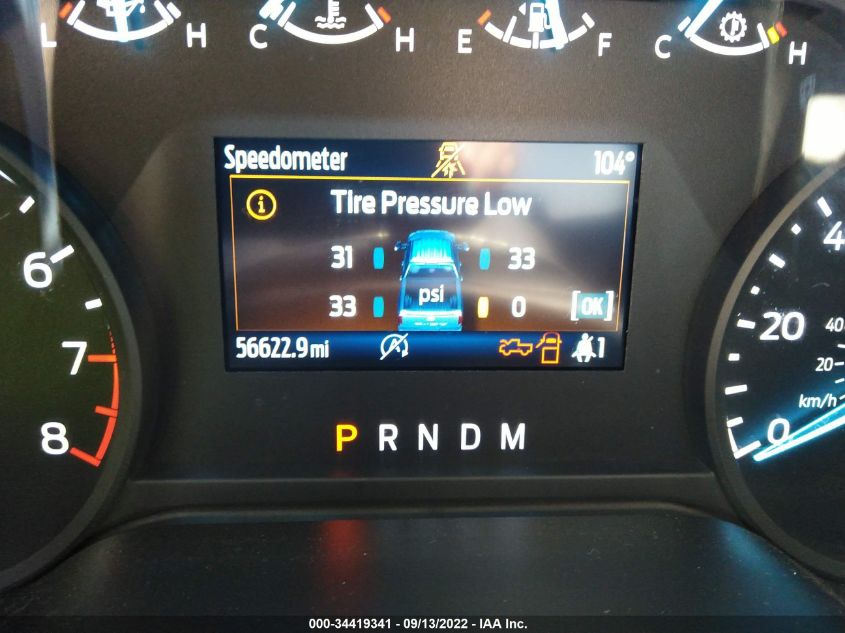 L H C H E F C H
Speedometer 104°
Tire Pressure Low
31 33
psi
33 0 [OK]
56622.9 mi 1
P R N D M
6
7
8
4
20
0
40
20
km/h
000-34419341 - 09/13/2022 - IAA Inc.